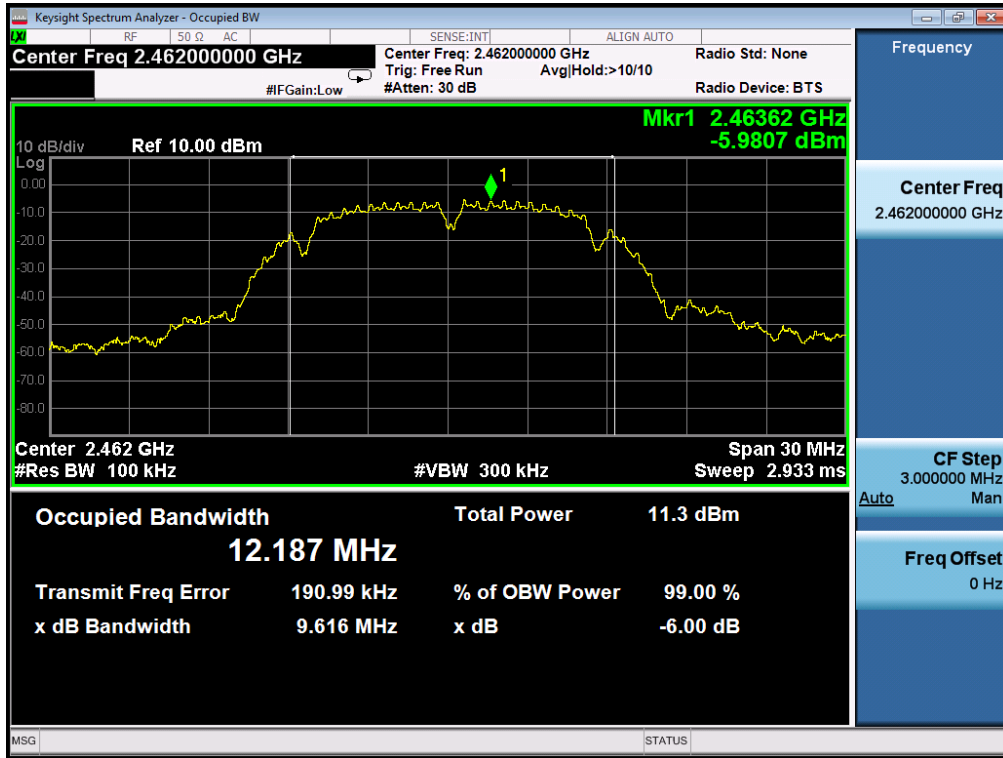 Keysight Spectrum Analyzer - Occupied BW
LXI RF 50 Ω AC SENSE:INT ALIGN AUTO
Center Freq 2.462000000 GHz
Center Freq: 2.462000000 GHz
Radio Std: None
Trig: Free Run Avg|Hold:>10/10
#IFGain:Low
#Atten: 30 dB
Radio Device: BTS
Mkr1 2.46362 GHz
-5.9807 dBm
10 dB/div Ref 10.00 dBm
Log
1
0.00
-10.0
-20.0
-30.0
-40.0
-50.0
-60.0
-70.0
-80.0
Center 2.462 GHz
Span 30 MHz
#Res BW 100 kHz
#VBW 300 kHz
Sweep 2.933 ms
Occupied Bandwidth
12.187 MHz
Total Power 11.3 dBm
Transmit Freq Error 190.99 kHz
% of OBW Power 99.00 %
x dB Bandwidth 9.616 MHz
x dB -6.00 dB
Frequency
Center Freq
2.462000000 GHz
CF Step
3.000000 MHz
Auto Man
Freq Offset
0 Hz
MSG
STATUS